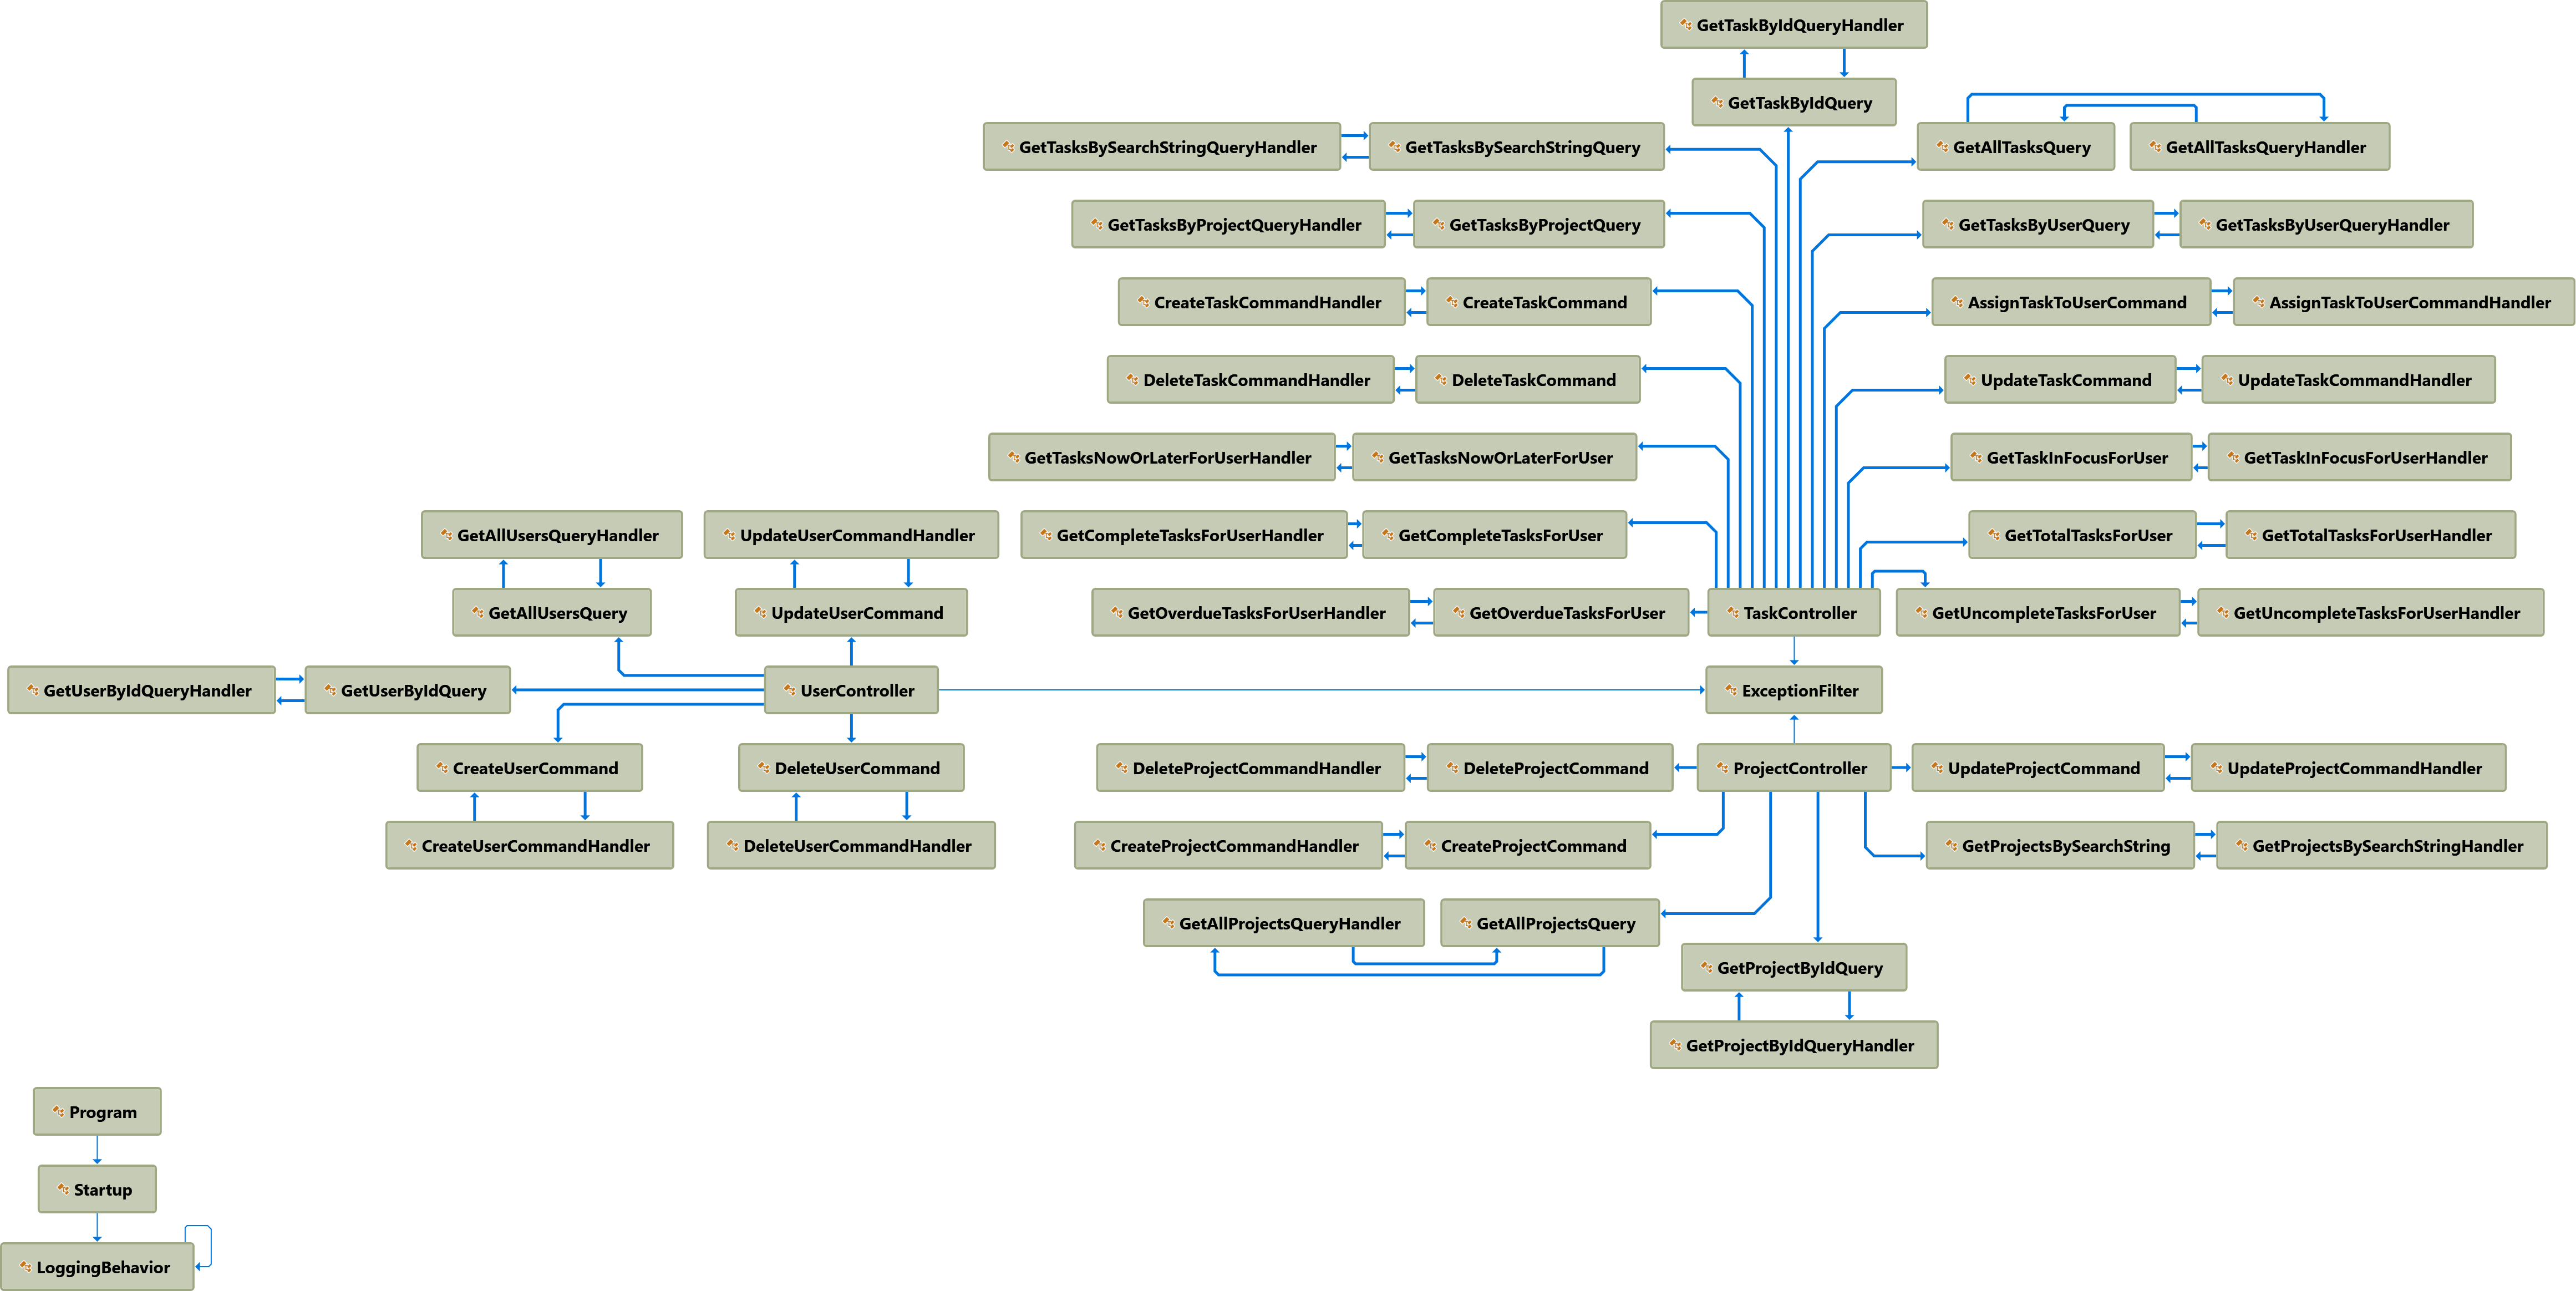 GetTaskByIdQueryHandler
GetTaskByIdQuery
GetTasksBySearchStringQueryHandler
GetTasksBySearchStringQuery
GetAllTasksQuery
GetAllTasksQueryHandler
GetTasksByProjectQueryHandler
GetTasksByProjectQuery
GetTasksByUserQuery
GetTasksByUserQueryHandler
CreateTaskCommandHandler
CreateTaskCommand
AssignTaskToUserCommand
AssignTaskToUserCommandHandler
DeleteTaskCommandHandler
DeleteTaskCommand
UpdateTaskCommand
UpdateTaskCommandHandler
GetTasksNowOrLaterForUserHandler
GetTasksNowOrLaterForUser
GetTaskInFocusForUser
GetTaskInFocusForUserHandler
GetAllUsersQueryHandler
UpdateUserCommandHandler
GetCompleteTasksForUserHandler
GetCompleteTasksForUser
GetTotalTasksForUser
GetTotalTasksForUserHandler
GetAllUsersQuery
UpdateUserCommand
GetOverdueTasksForUserHandler
GetOverdueTasksForUser
TaskController
GetUncompleteTasksForUser
GetUncompleteTasksForUserHandler
GetUserByIdQueryHandler
GetUserByIdQuery
UserController
ExceptionFilter
CreateUserCommand
DeleteUserCommand
DeleteProjectCommandHandler
DeleteProjectCommand
ProjectController
UpdateProjectCommand
UpdateProjectCommandHandler
CreateUserCommandHandler
DeleteUserCommandHandler
CreateProjectCommandHandler
CreateProjectCommand
GetProjectsBySearchString
GetProjectsBySearchStringHandler
GetAllProjectsQueryHandler
GetAllProjectsQuery
GetProjectByIdQuery
GetProjectByIdQueryHandler
Program
Startup
LoggingBehavior